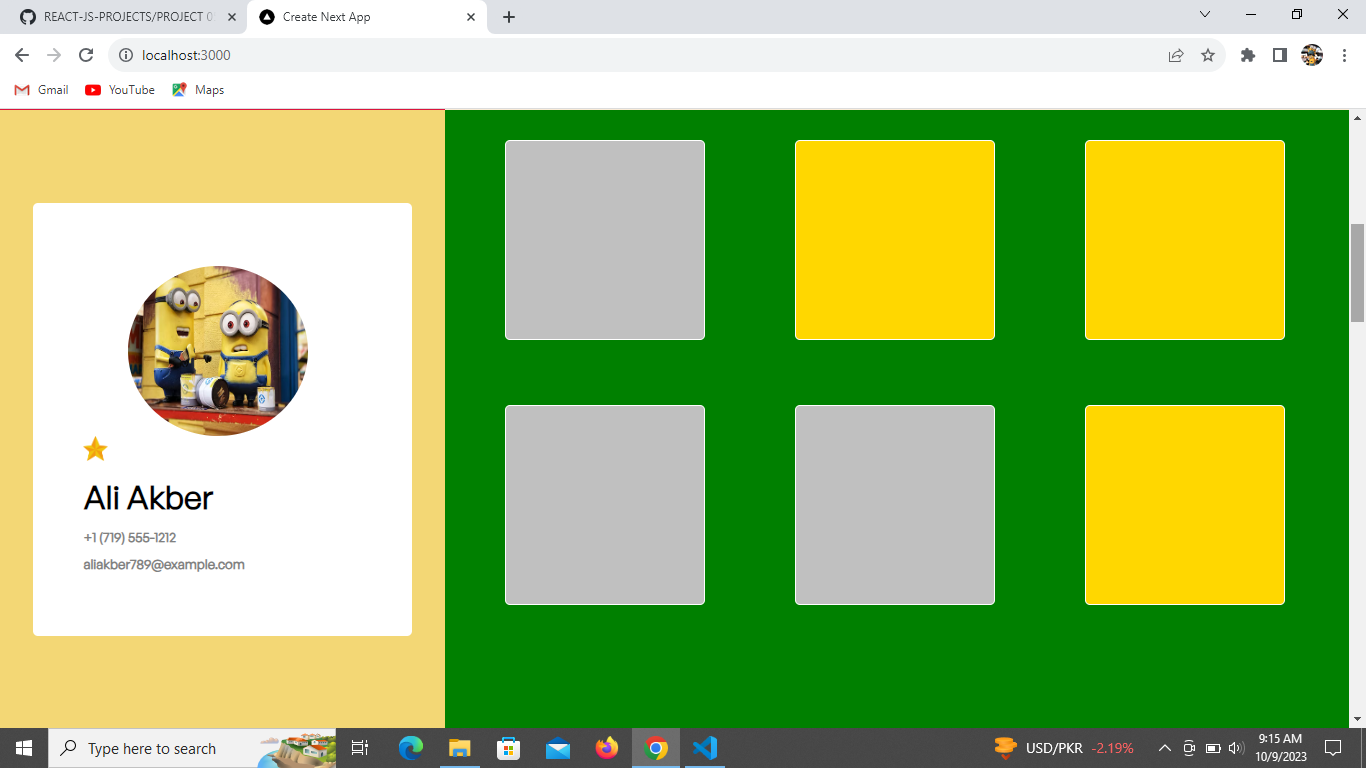 REACT-JS-PROJECTS/PROJECT
Create Next App
localhost:3000
Gmail
YouTube
Maps
Ali Akber
+1 (719) 555-1212
aliakber789@example.com
Type here to search
USD/PKR -2.19%
9:15 AM
10/9/2023